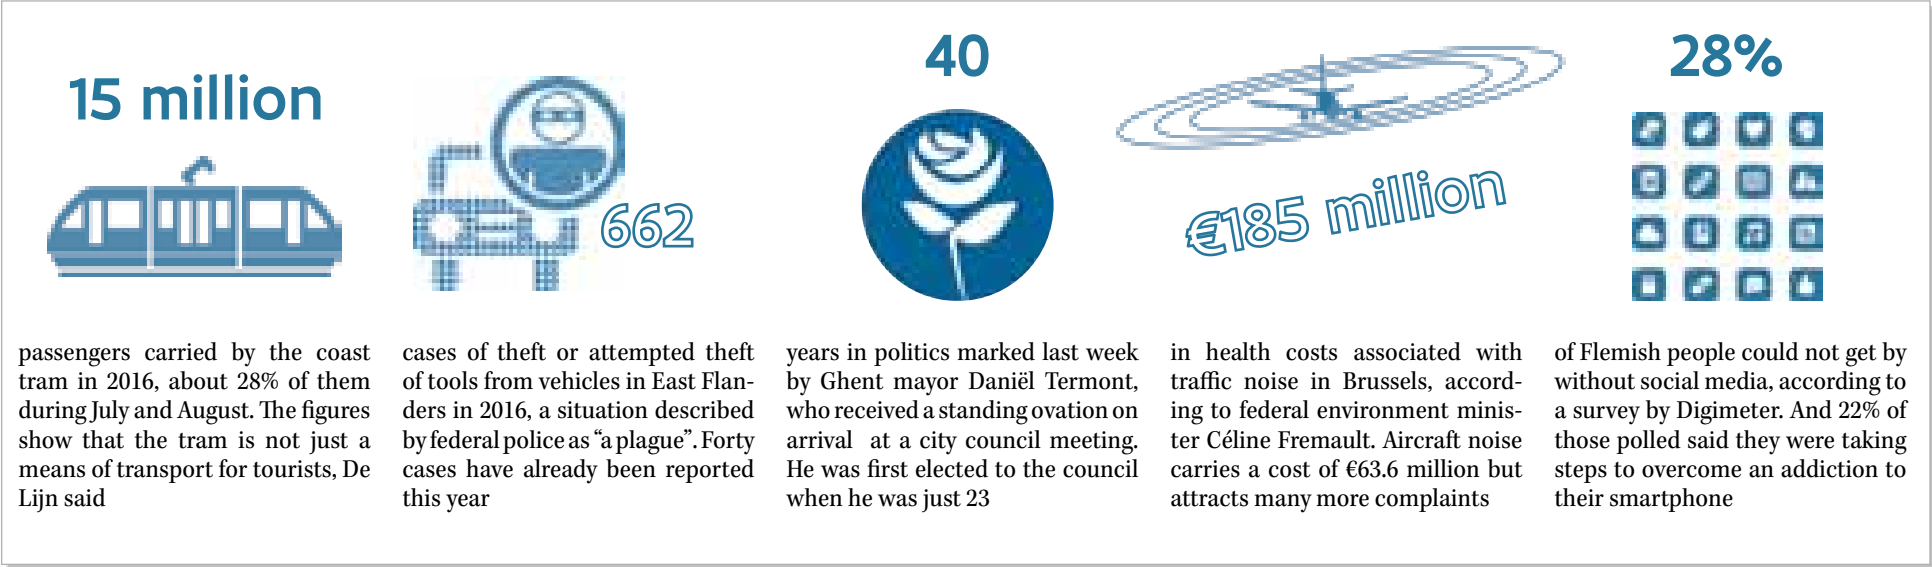 15 million
passengers carried by the coast
tram in 2016, about 28% of them
during July and August. The figures
show that the tram is not just a
means of transport for tourists, De
Lijn said
662
cases of theft or attempted theft
of tools from vehicles in East Flan-
ders in 2016, a situation described
by federal police as “a plague”. Forty
cases have already been reported
this year
40
years in politics marked last week
by Ghent mayor Daniël Termont,
who received a standing ovation on
arrival at a city council meeting.
He was first elected to the council
when he was just 23
€185 million
in health costs associated with
traffic noise in Brussels, accord-
ing to federal environment minis-
ter Céline Fremault. Aircraft noise
carries a cost of €63.6 million but
attracts many more complaints
28%
of Flemish people could not get by
without social media, according to
a survey by Digimeter. And 22% of
those polled said they were taking
steps to overcome an addiction to
their smartphone